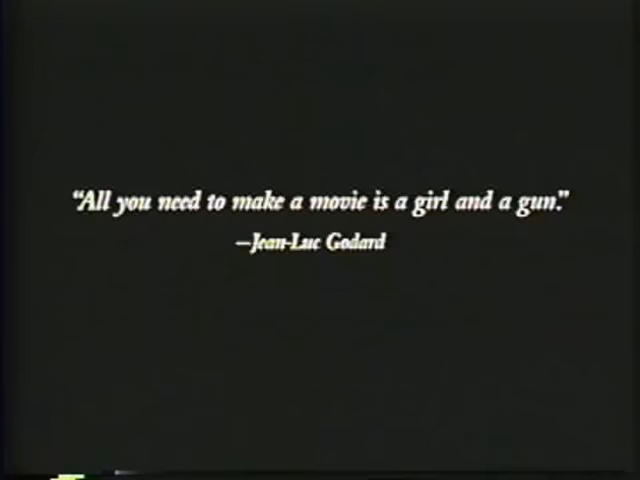 “All you need to make a movie is a girl and a gun.”
—Jean-Luc Godard